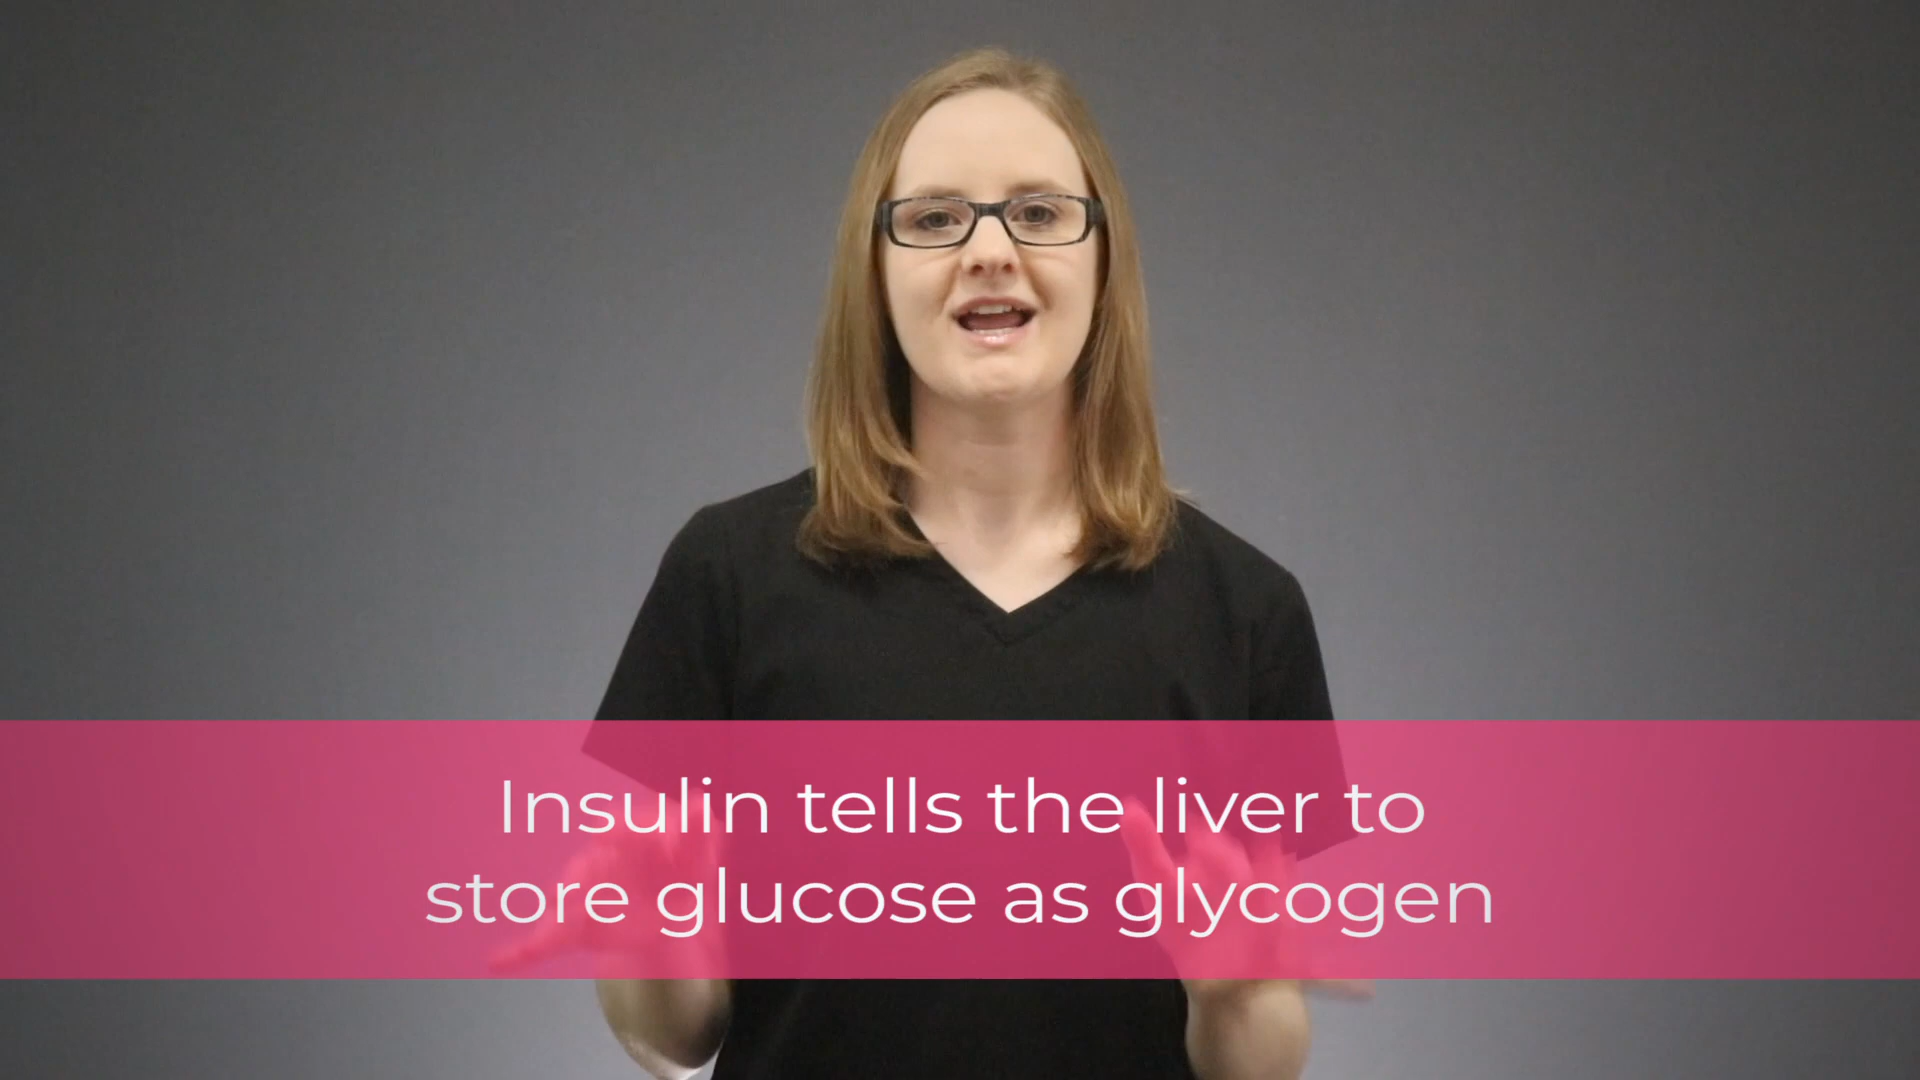 Insulin tells the liver to
store glucose as glycogen